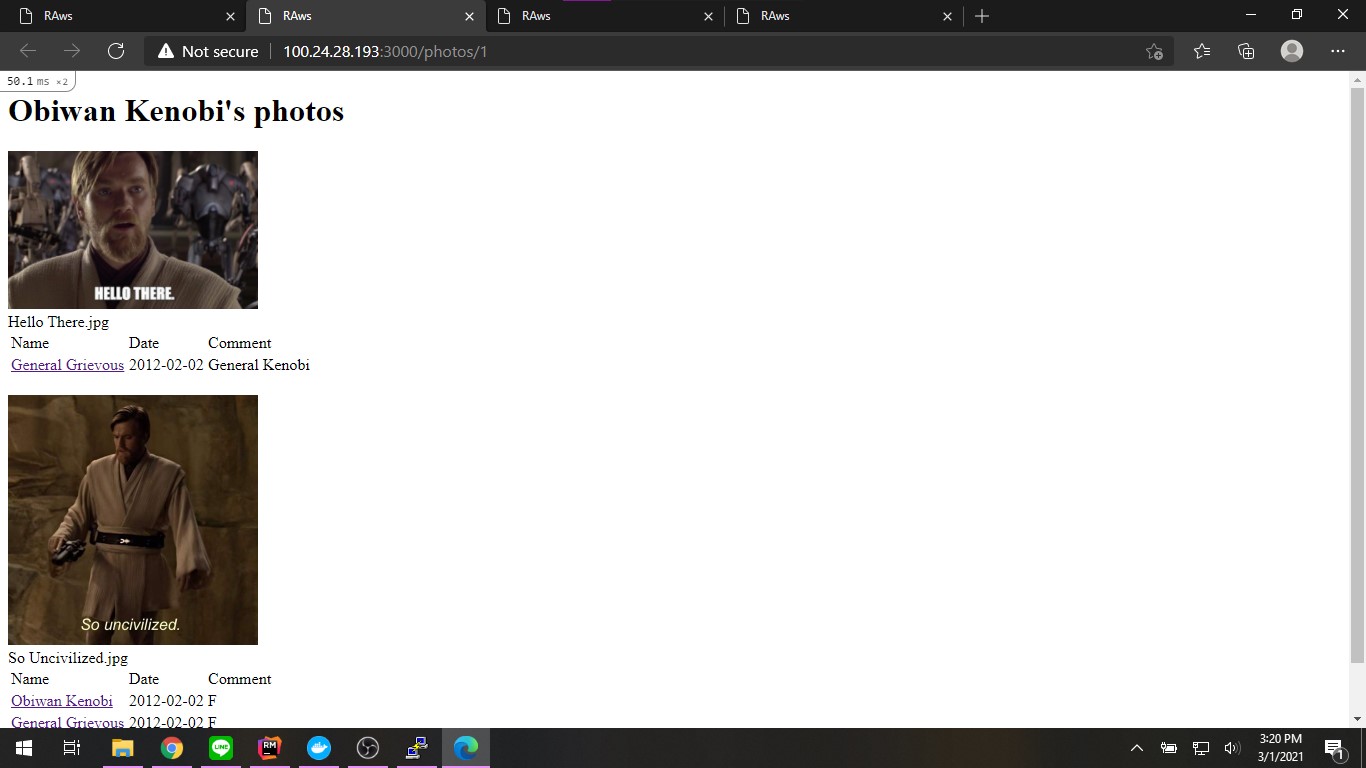 RAws
RAws
RAws
RAws
Not secure
100.24.28.193:3000/photos/1
50.1 ms ×2
Obiwan Kenobi's photos
HELLO THERE.
Hello There.jpg
Name Date Comment
General Grievous 2012-02-02 General Kenobi
So uncivilized.
So Uncivilized.jpg
Name Date Comment
Obiwan Kenobi 2012-02-02 F
General Grievous 2012-02-02 F
LINE
RM
3:20 PM
3/1/2021
1